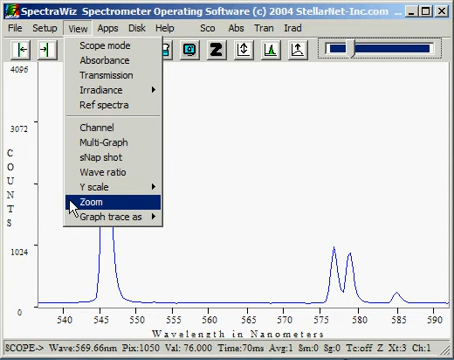 SpectraWiz Spectrometer Operating Software (c) 2004 StellarNet-Inc.com ...
File Setup View Apps Disk Help Sco Abs Tran Irad
Scope mode
Absorbance
Transmission
Irradiance
Ref spectra
Channel
Multi-Graph
sNap shot
Wave ratio
Y scale
Zoom
Graph trace as
4096
3072
1024
0
COUNTS
540 545 550 555 560 565 570 575 580 585 590
Wavelength in Nanometers
SCOPE-> Wave:569.66nm Pix:1050 Val: 76.000 Time:70ms Avg:1 Sm:0 Sg:0 Tc:off Z Xt:3 Ch:1